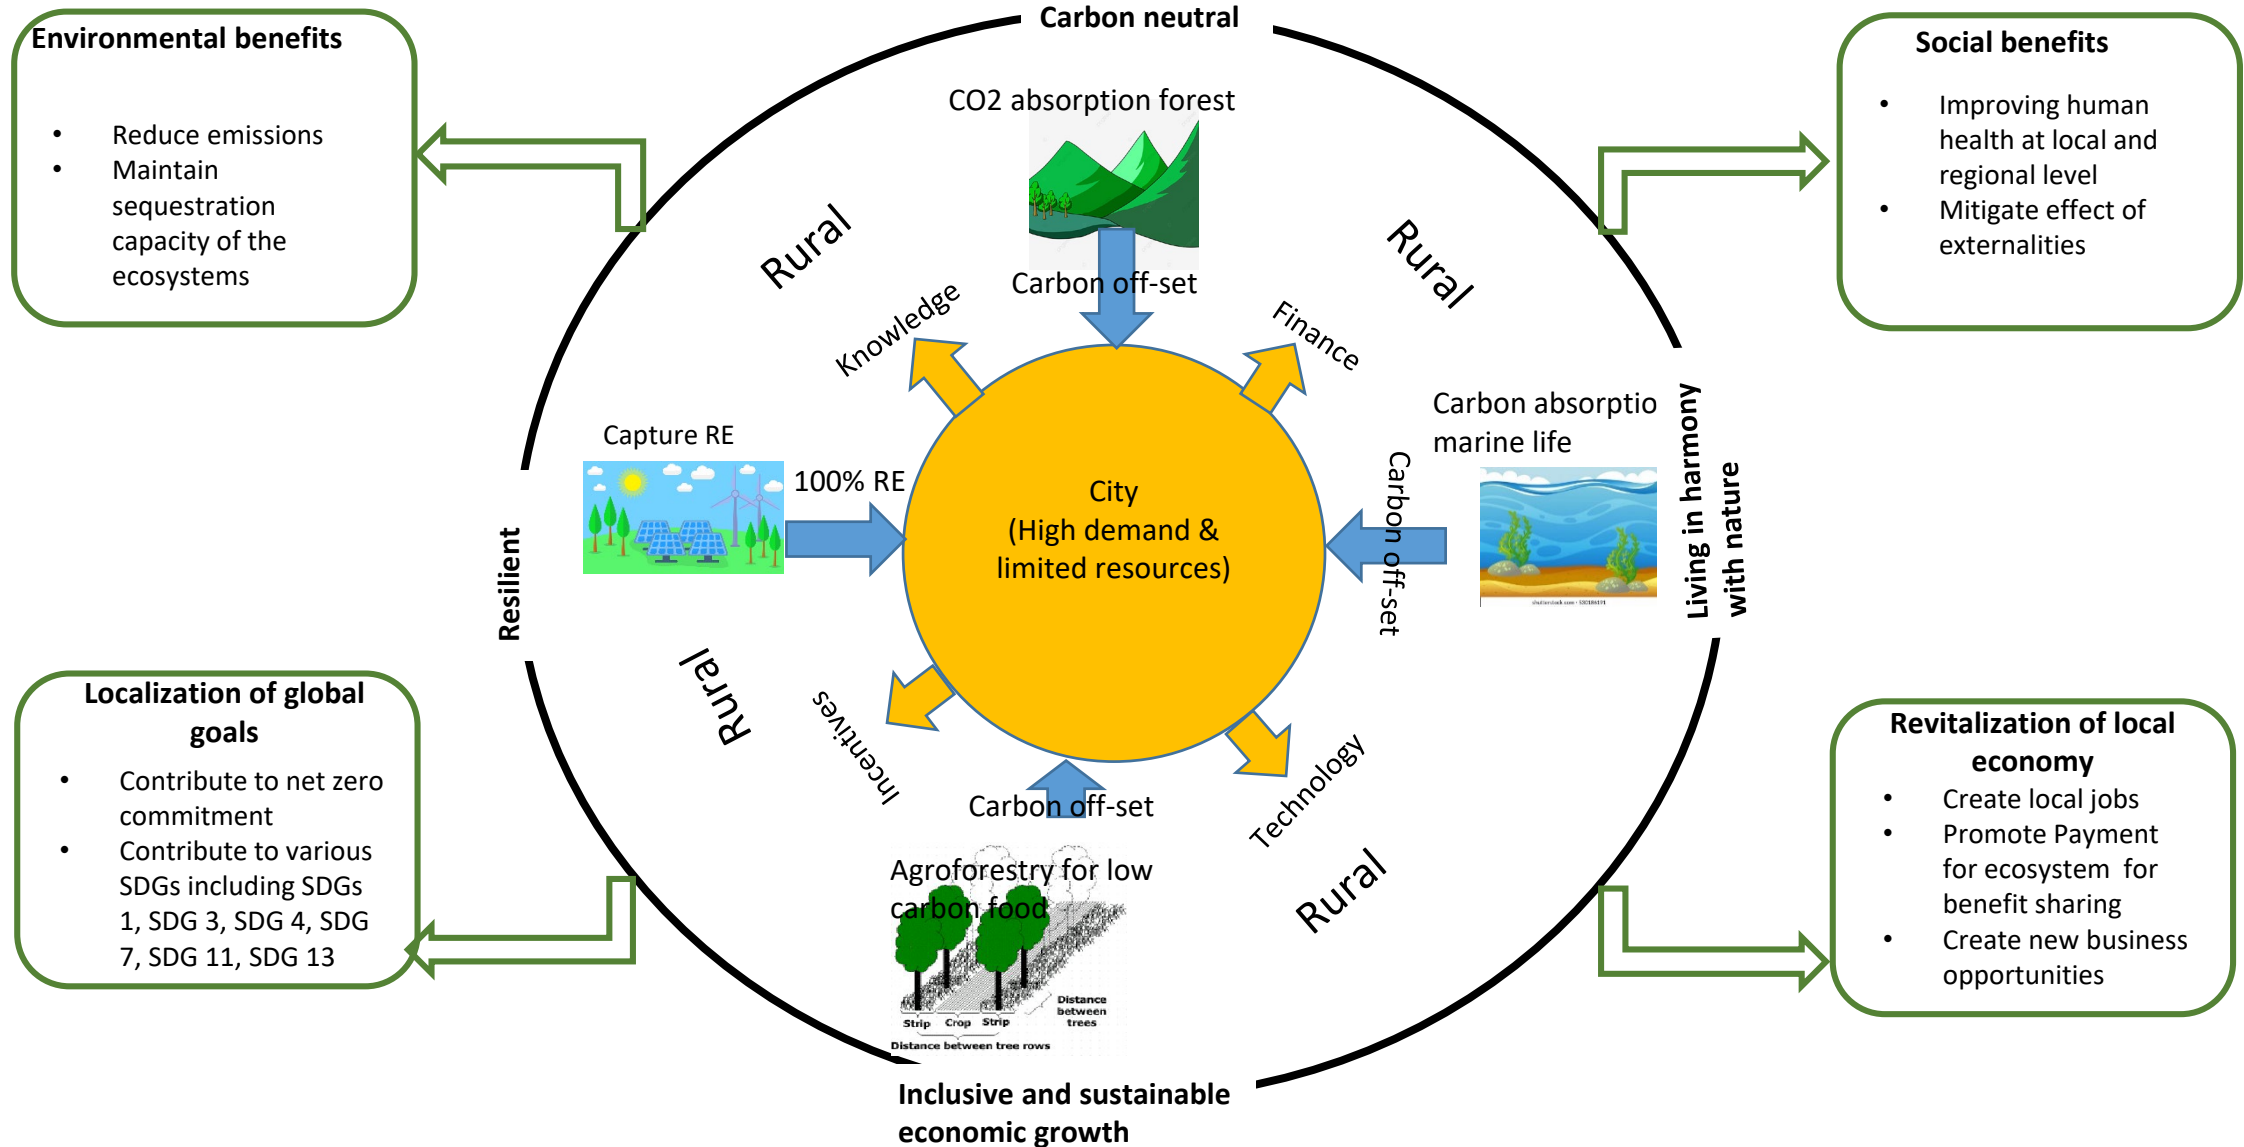 Carbon neutral
Environmental benefits
• Reduce emissions
• Maintain
sequestration
capacity of the
ecosystems
Social benefits
• Improving human
health at local and
regional level
• Mitigate effect of
externalities
CO2 absorption forest
Rural
Rural
Carbon off-set
Knowledge
Finance
Capture RE
100% RE
Carbon absorptio
marine life
Carbon off-set
Living in harmony
with nature
City
(High demand &
limited resources)
Resilient
shutterstock.com · 530186191
Rural
Incentives
Technology
Rural
Carbon off-set
Agroforestry for low
carbon food
Strip Crop Strip
Distance
between
trees
Distance between tree rows
Localization of global
goals
• Contribute to net zero
commitment
• Contribute to various
SDGs including SDGs
1, SDG 3, SDG 4, SDG
7, SDG 11, SDG 13
Revitalization of local
economy
• Create local jobs
• Promote Payment
for ecosystem for
benefit sharing
• Create new business
opportunities
Inclusive and sustainable
economic growth